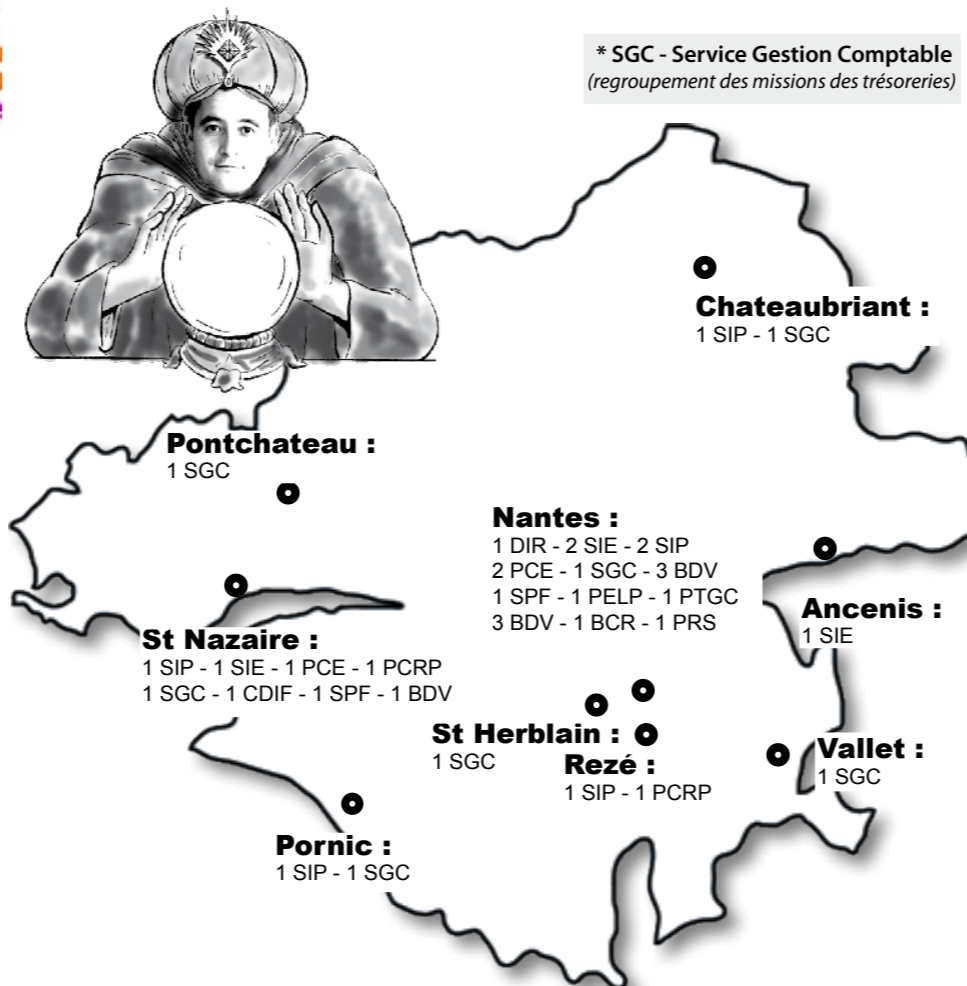 * SGC - Service Gestion Comptable
(regroupement des missions des trésoreries)
Chateaubriant :
1 SIP - 1 SGC
Pontchateau :
1 SGC
Nantes :
1 DIR - 2 SIE - 2 SIP
2 PCE - 1 SGC - 3 BDV
1 SPF - 1 PELP - 1 PTGC
3 BDV - 1 BCR - 1 PRS
Ancenis :
1 SIE
St Nazaire :
1 SIP - 1 SIE - 1 PCE - 1 PCRP
1 SGC - 1 CDIF - 1 SPF - 1 BDV
St Herblain :
1 SGC
Rezé :
1 SIP - 1 PCRP
Vallet :
1 SGC
Pornic :
1 SIP - 1 SGC